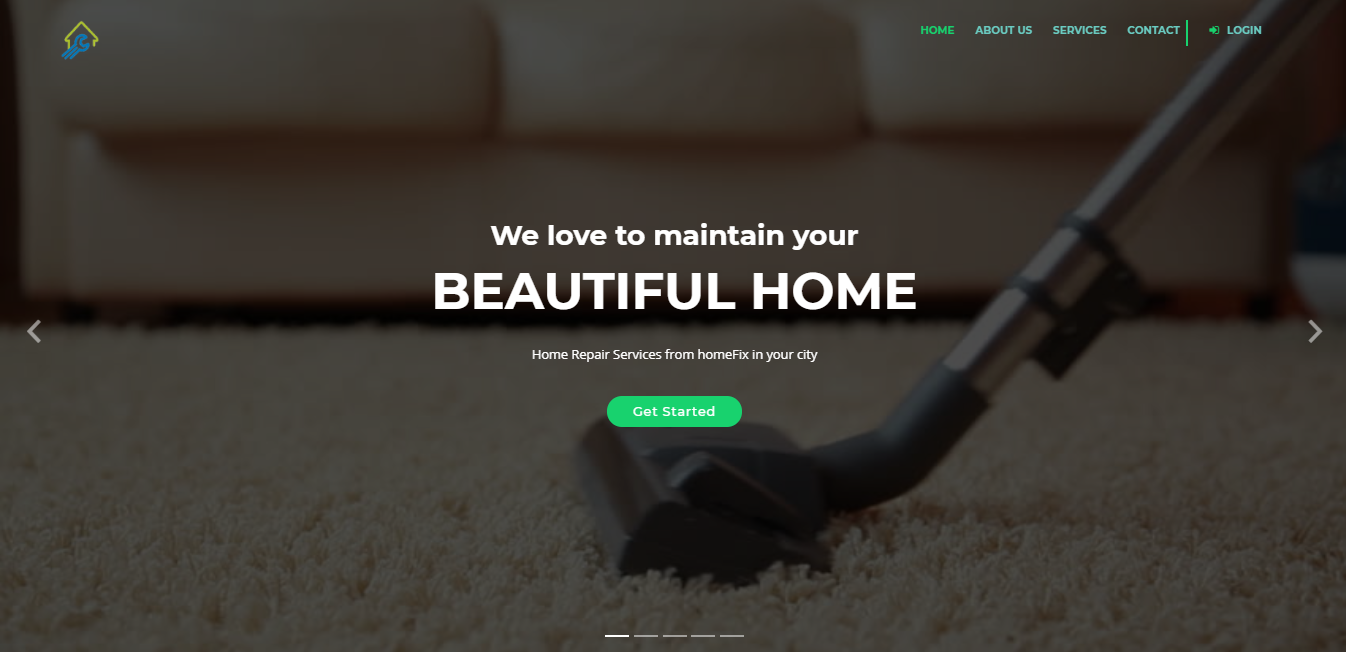 HOME ABOUT US SERVICES CONTACT LOGIN
We love to maintain your
BEAUTIFUL HOME
Home Repair Services from homeFix in your city
Get Started